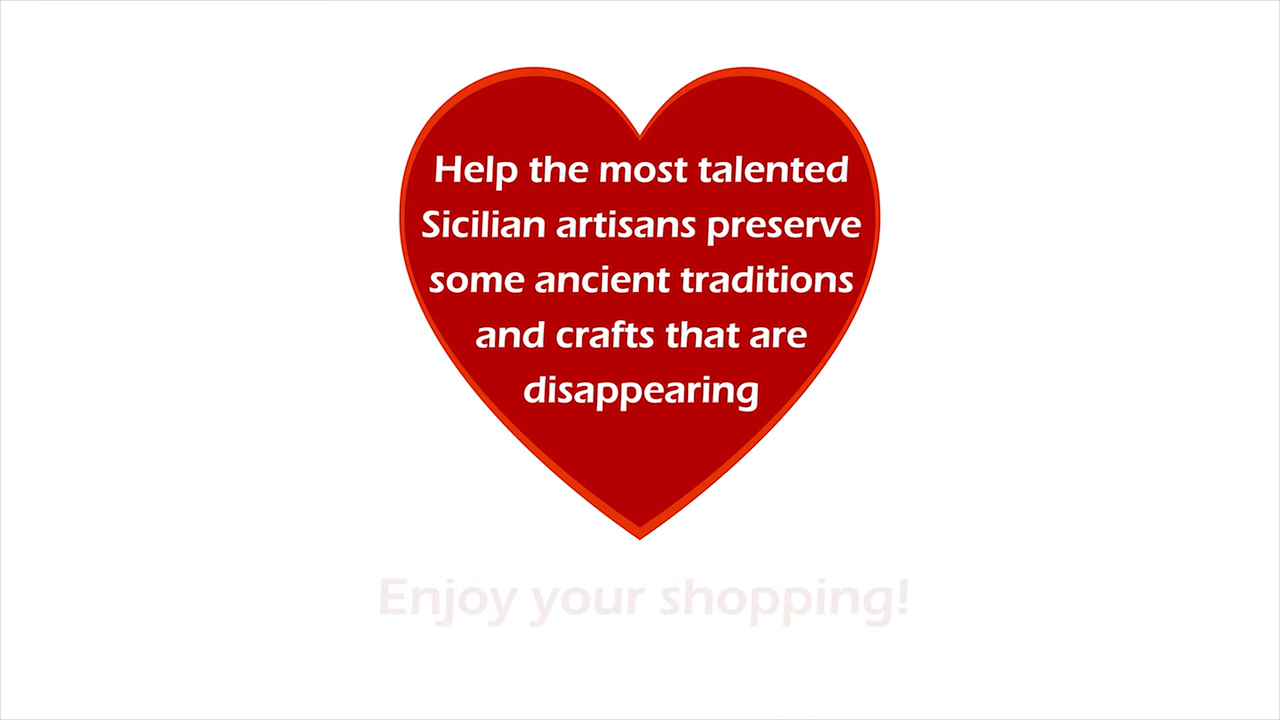 Help the most talented
Sicilian artisans preserve
some ancient traditions
and crafts that are
disappearing
Enjoy your shopping!